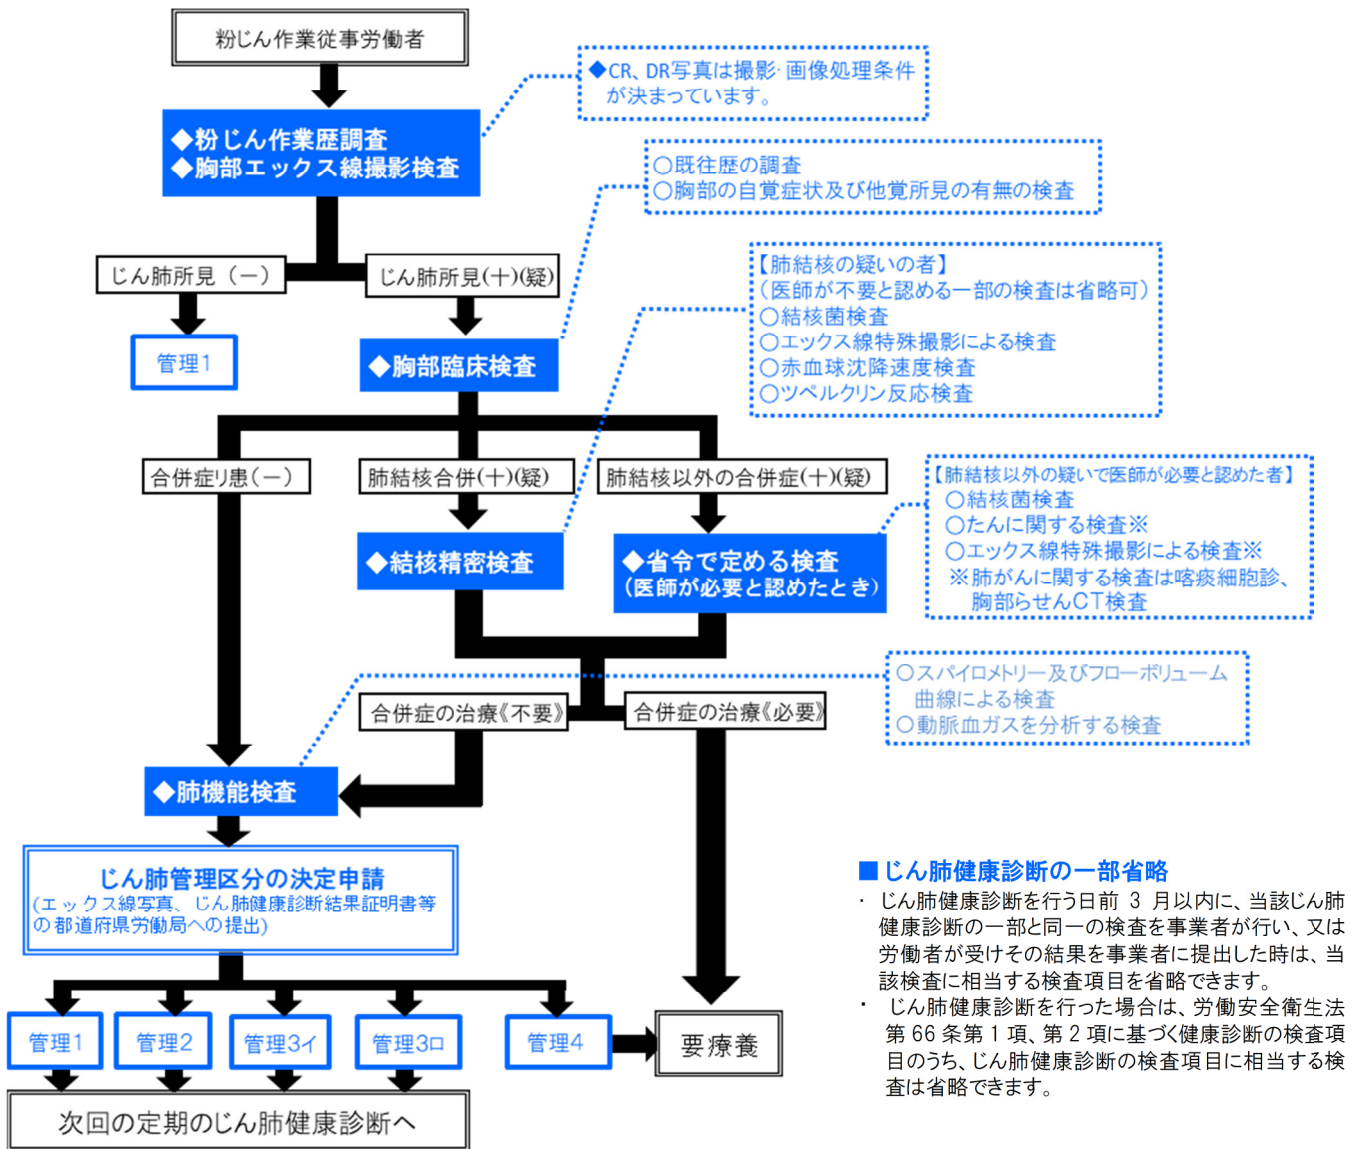 粉じん作業従事労働者
◆CR、DR写真は撮影・画像処理条件
が決まっています。
◆粉じん作業歴調査
◆胸部エックス線撮影検査
○既往歴の調査
○胸部の自覚症状及び他覚所見の有無の検査
じん肺所見（－）
じん肺所見(＋)(疑)
【肺結核の疑いの者】
（医師が不要と認める一部の検査は省略可）
○結核菌検査
○エックス線特殊撮影による検査
○赤血球沈降速度検査
○ツベルクリン反応検査
管理1
◆胸部臨床検査
合併症り患(－)
肺結核合併(＋)(疑)
肺結核以外の合併症(＋)(疑)
【肺結核以外の疑いで医師が必要と認めた者】
○結核菌検査
○たんに関する検査※
○エックス線特殊撮影による検査※
※肺がんに関する検査は喀痰細胞診、
胸部らせんCT検査
◆結核精密検査
◆省令で定める検査
(医師が必要と認めたとき)
○スパイロメトリー及びフローボリューム
曲線による検査
○動脈血ガスを分析する検査
合併症の治療《不要》
合併症の治療《必要》
◆肺機能検査
じん肺管理区分の決定申請
(エックス線写真、じん肺健康診断結果証明書等
の都道府県労働局への提出)
管理1
管理2
管理3イ
管理3ロ
管理4
要療養
次回の定期のじん肺健康診断へ
■じん肺健康診断の一部省略
・ じん肺健康診断を行う日前 3 月以内に、当該じん肺
健康診断の一部と同一の検査を事業者が行い、又は
労働者が受けその結果を事業者に提出した時は、当
該検査に相当する検査項目を省略できます。
・ じん肺健康診断を行った場合は、労働安全衛生法
第 66 条第 1 項、第 2 項に基づく健康診断の検査項
目のうち、じん肺健康診断の検査項目に相当する検
査は省略できます。